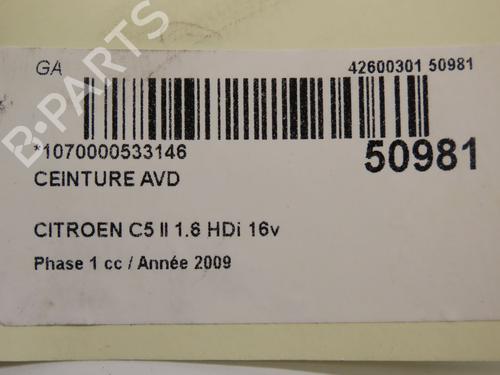 GA
42600301 50981
*1070000533146
50981
CEINTURE AVD
CITROEN C5 II 1.6 HDi 16v
Phase 1 cc / Année 2009
B-PARTS